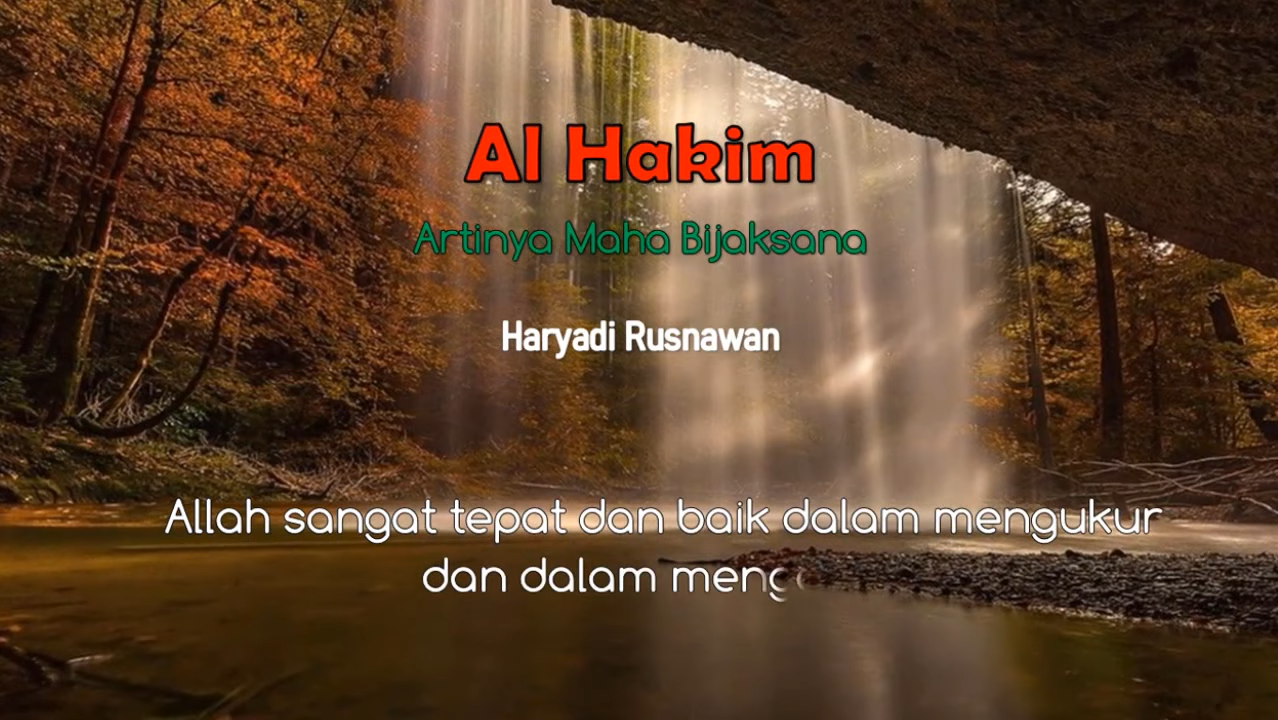 Al Hakim
Artinya Maha Bijaksana
Haryadi Rusnawan
Allah sangat tepat dan baik dalam mengukur
dan dalam